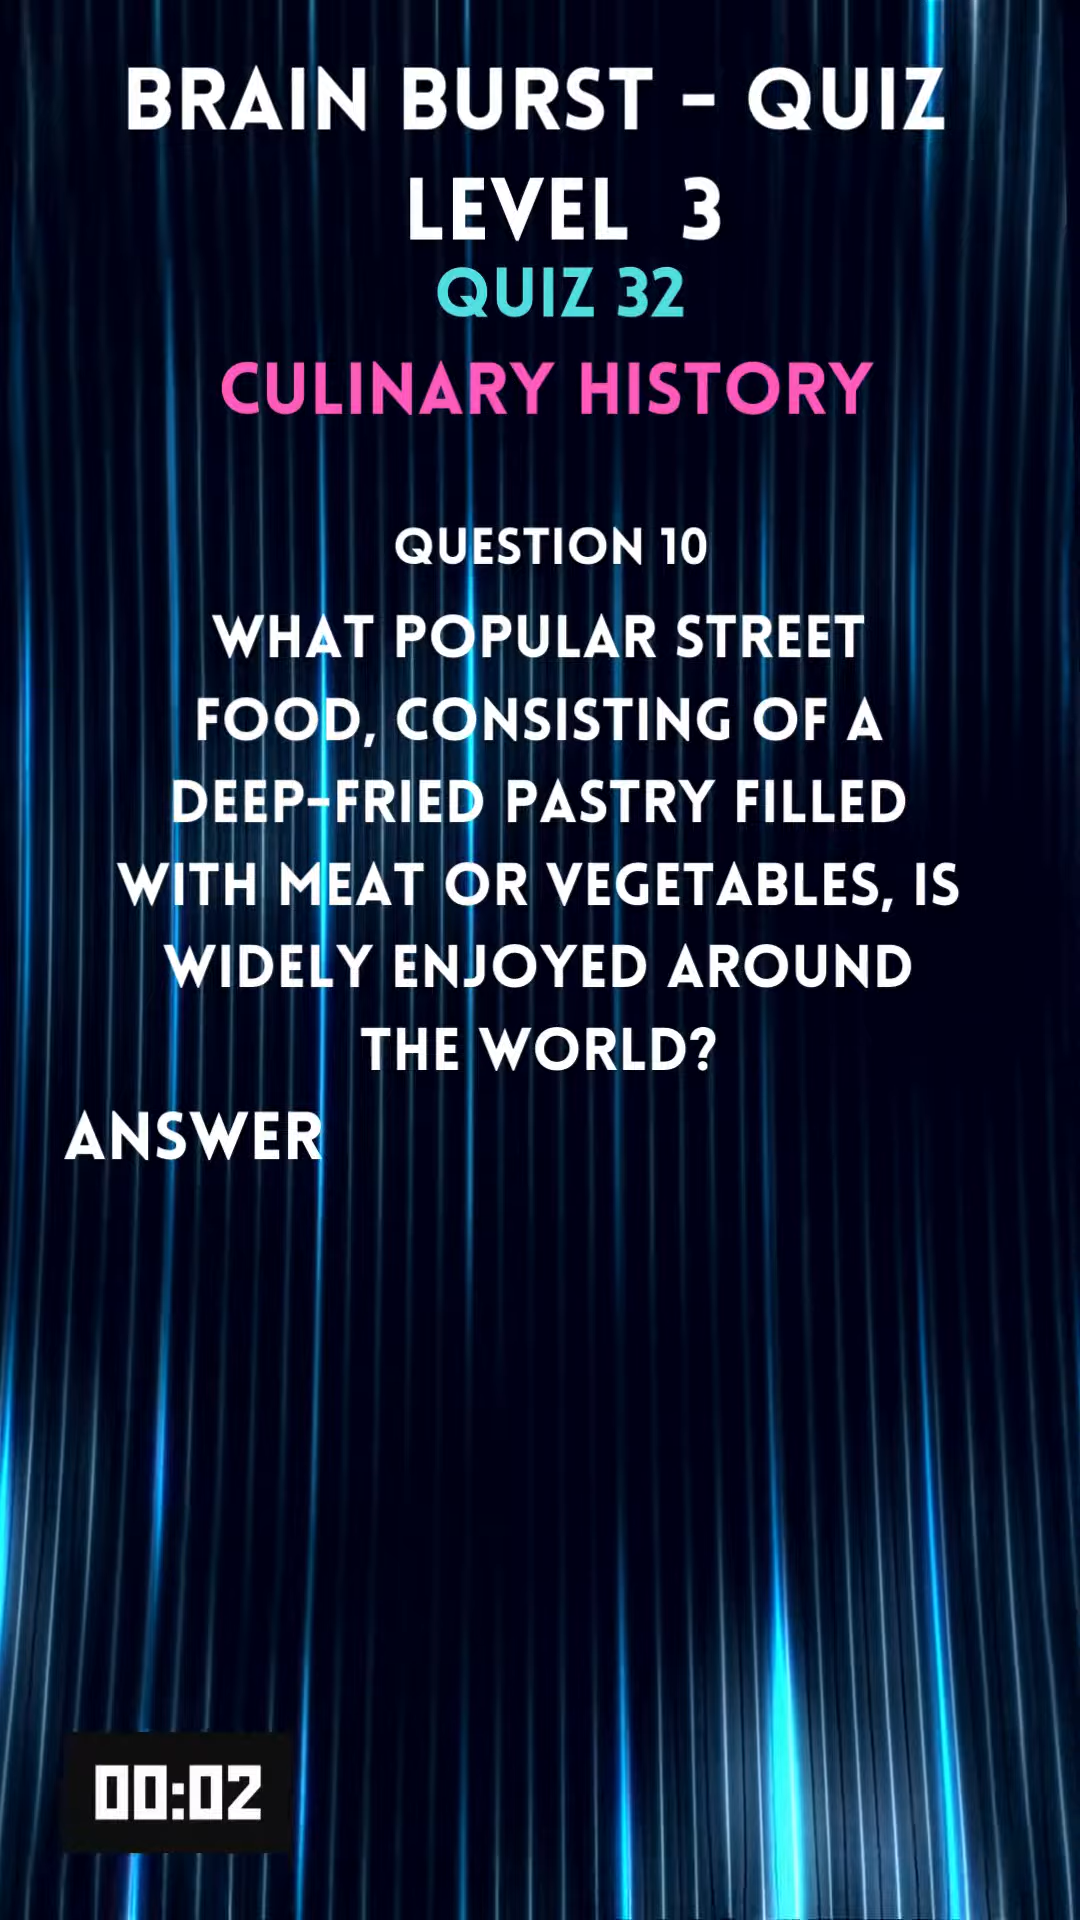 BRAIN BURST - QUIZ
LEVEL 3
QUIZ 32
CULINARY HISTORY
QUESTION 10
WHAT POPULAR STREET
FOOD, CONSISTING OF A
DEEP-FRIED PASTRY FILLED
WITH MEAT OR VEGETABLES, IS
WIDELY ENJOYED AROUND
THE WORLD?
ANSWER
00:02